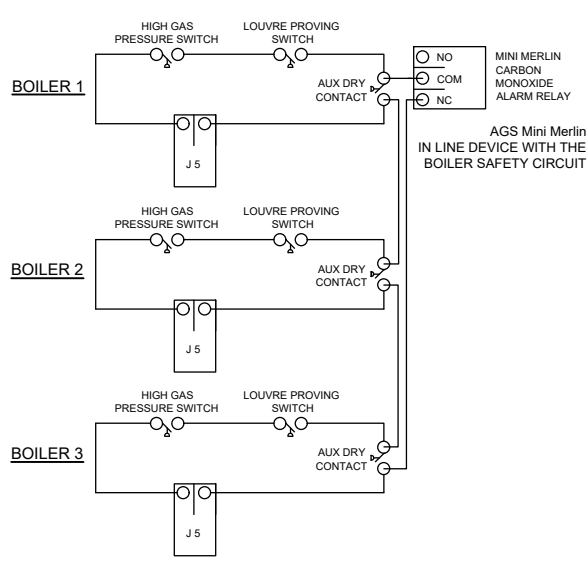 HIGH GAS
PRESSURE SWITCH
LOUVRE PROVING
SWITCH
BOILER 1
AUX DRY
CONTACT
J 5
NO
COM
NC
MINI MERLIN
CARBON
MONOXIDE
ALARM RELAY
AGS Mini Merlin
IN LINE DEVICE WITH THE
BOILER SAFETY CIRCUIT
HIGH GAS
PRESSURE SWITCH
LOUVRE PROVING
SWITCH
BOILER 2
AUX DRY
CONTACT
J 5
HIGH GAS
PRESSURE SWITCH
LOUVRE PROVING
SWITCH
BOILER 3
AUX DRY
CONTACT
J 5